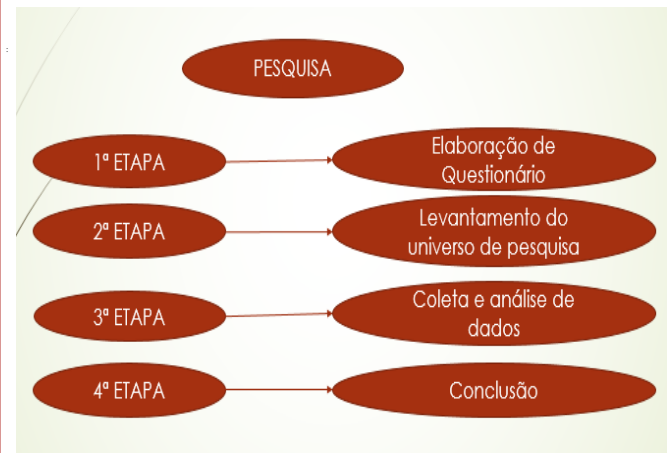 PESQUISA
1ª ETAPA
Elaboração de
Questionário
2ª ETAPA
Levantamento do
universo de pesquisa
3ª ETAPA
Coleta e análise de
dados
4ª ETAPA
Conclusão